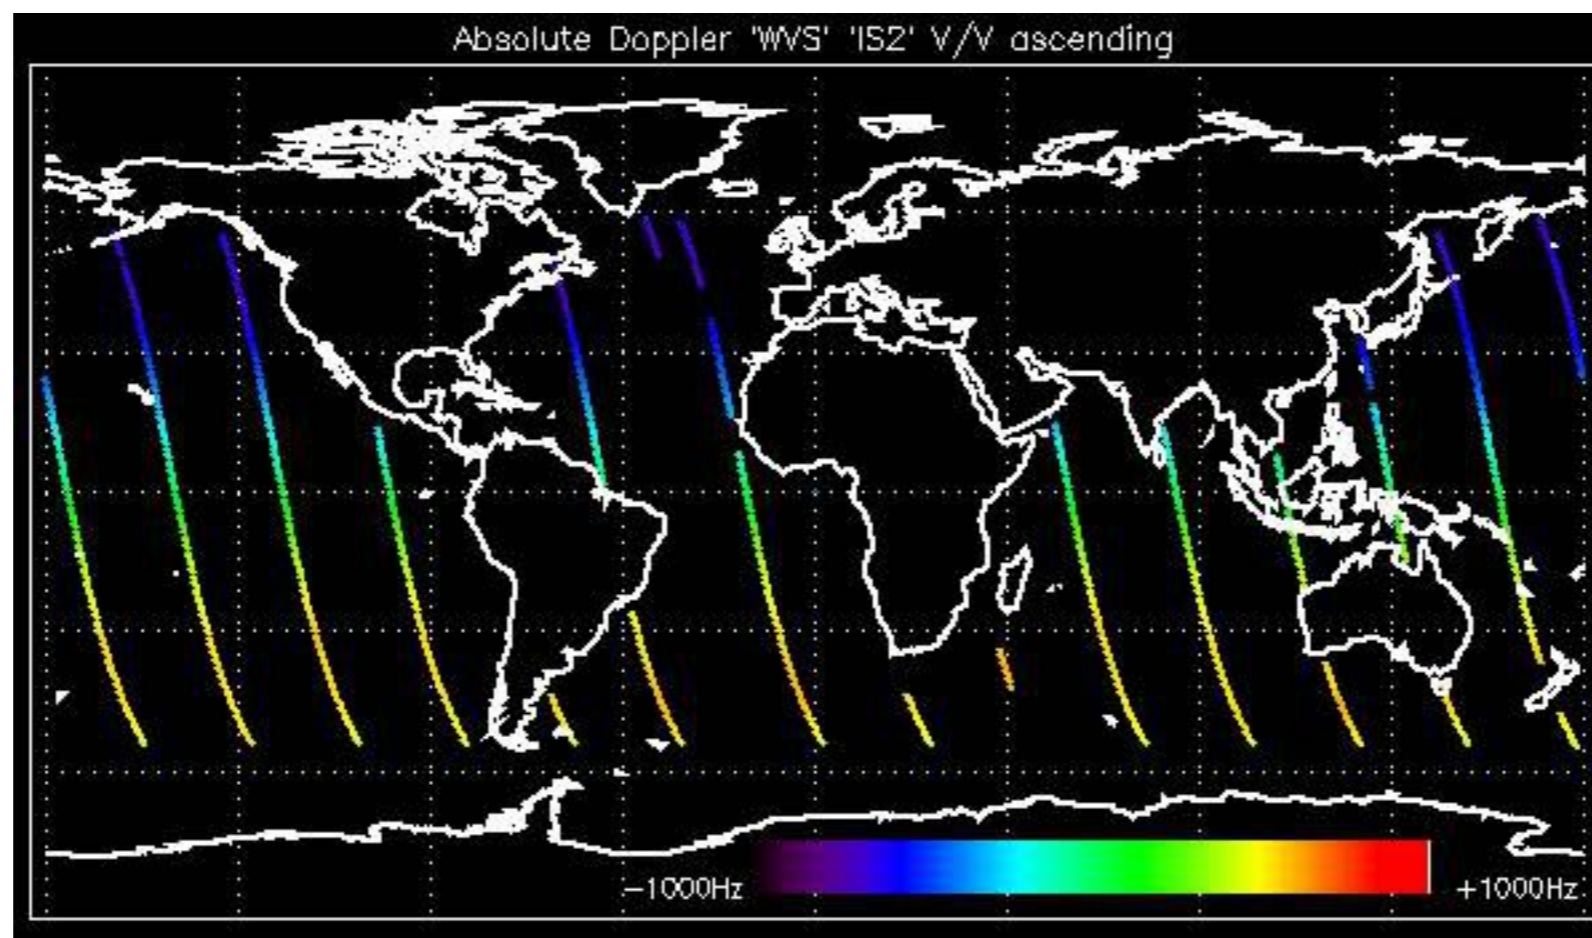 Absolute Doppler 'WVS' 'IS2' V/V ascending
-1000Hz
+1000Hz